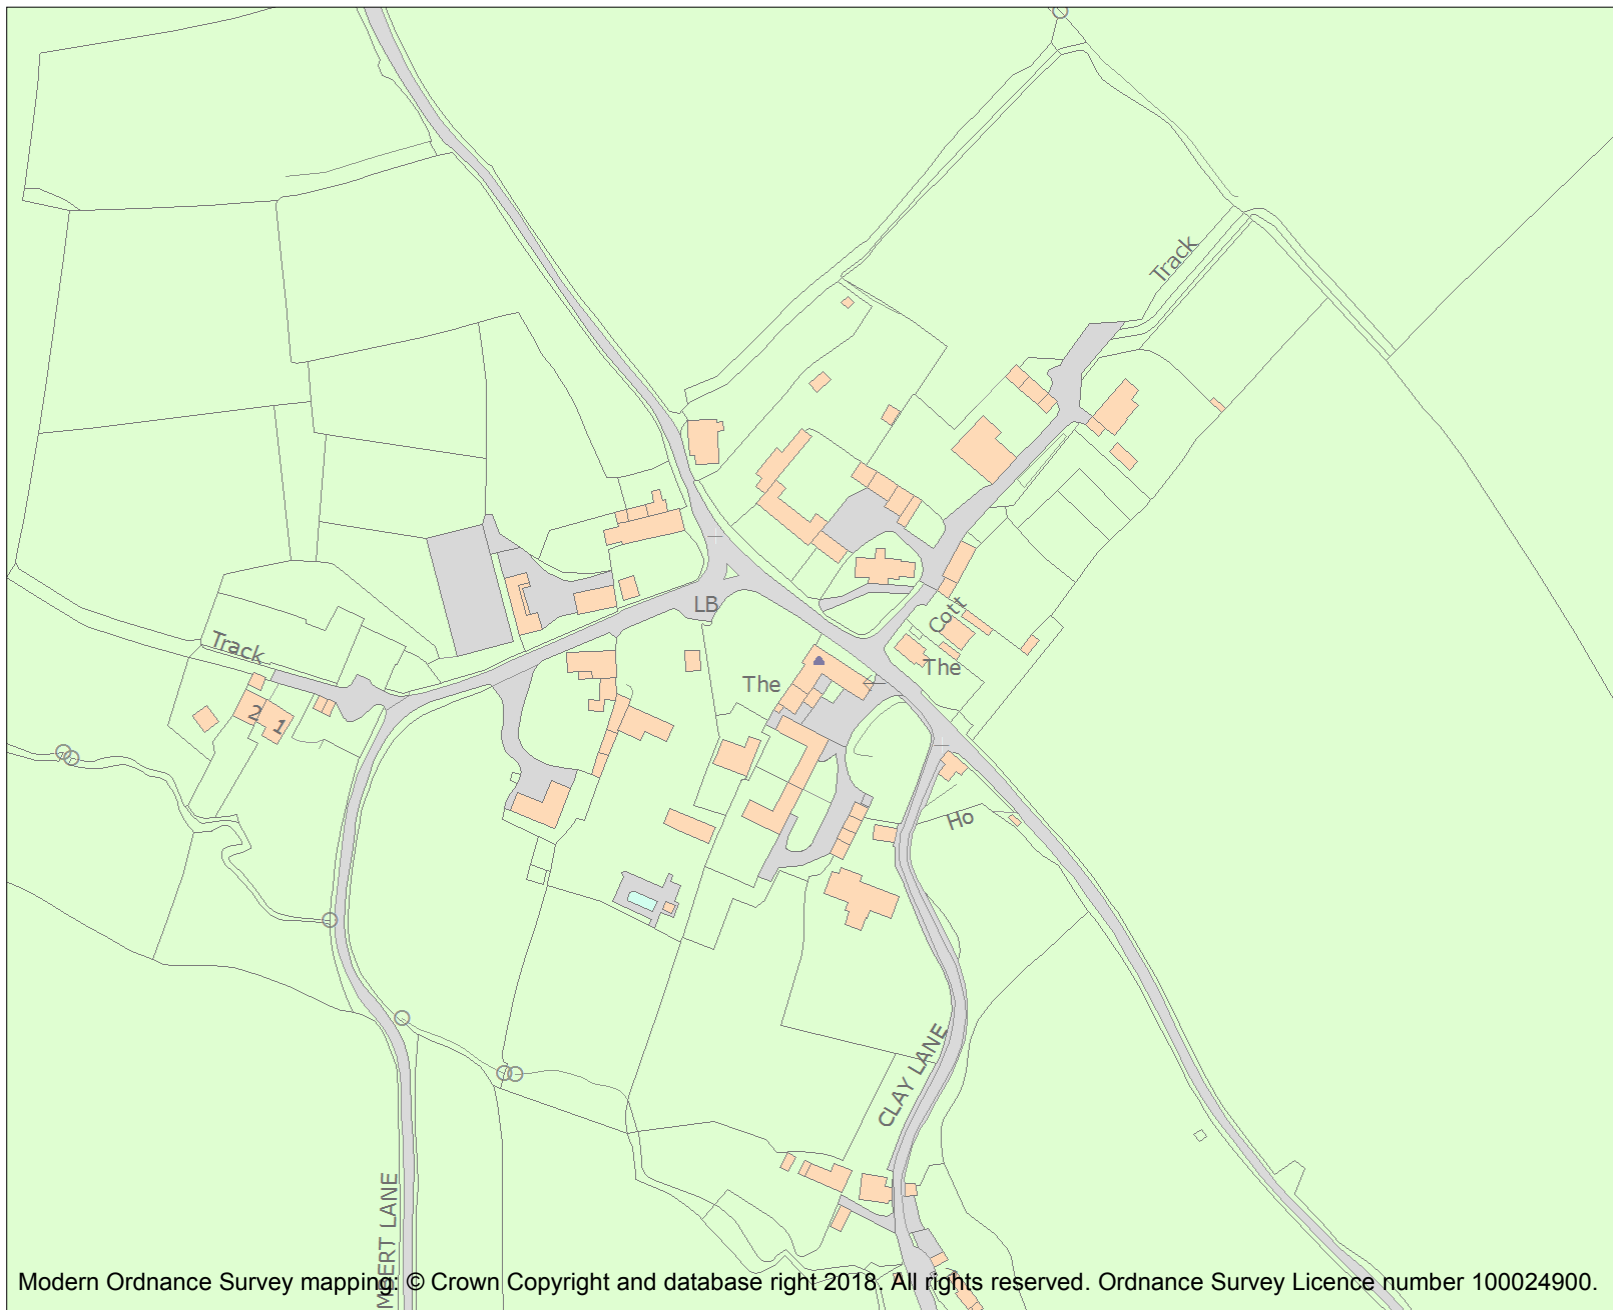 Track
LB
Cott
The
The
Track
2
1
Ho
CLAY LANE
MBERT LANE
Modern Ordnance Survey mapping: © Crown Copyright and database right 2018. All rights reserved. Ordnance Survey Licence number 100024900.